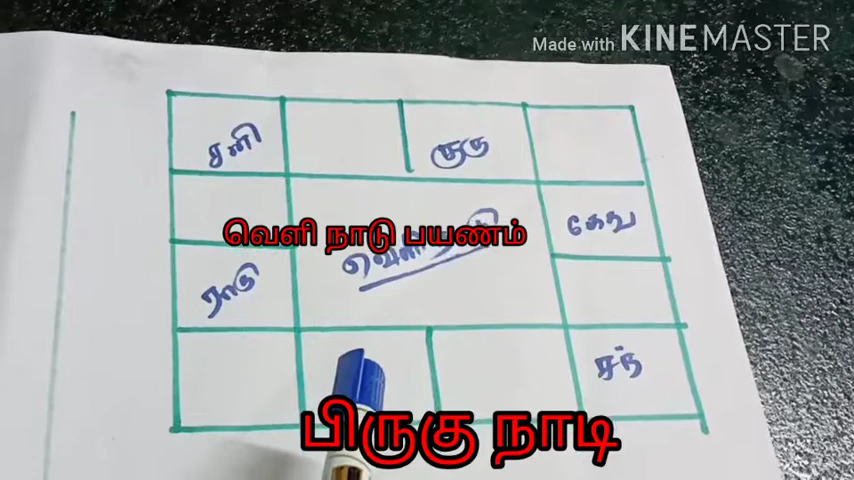 Made with KINEMASTER
சனி
குரு
கேது
வெளி நாடு பயணம்
ராகு
சந்
பிருகு நாடி